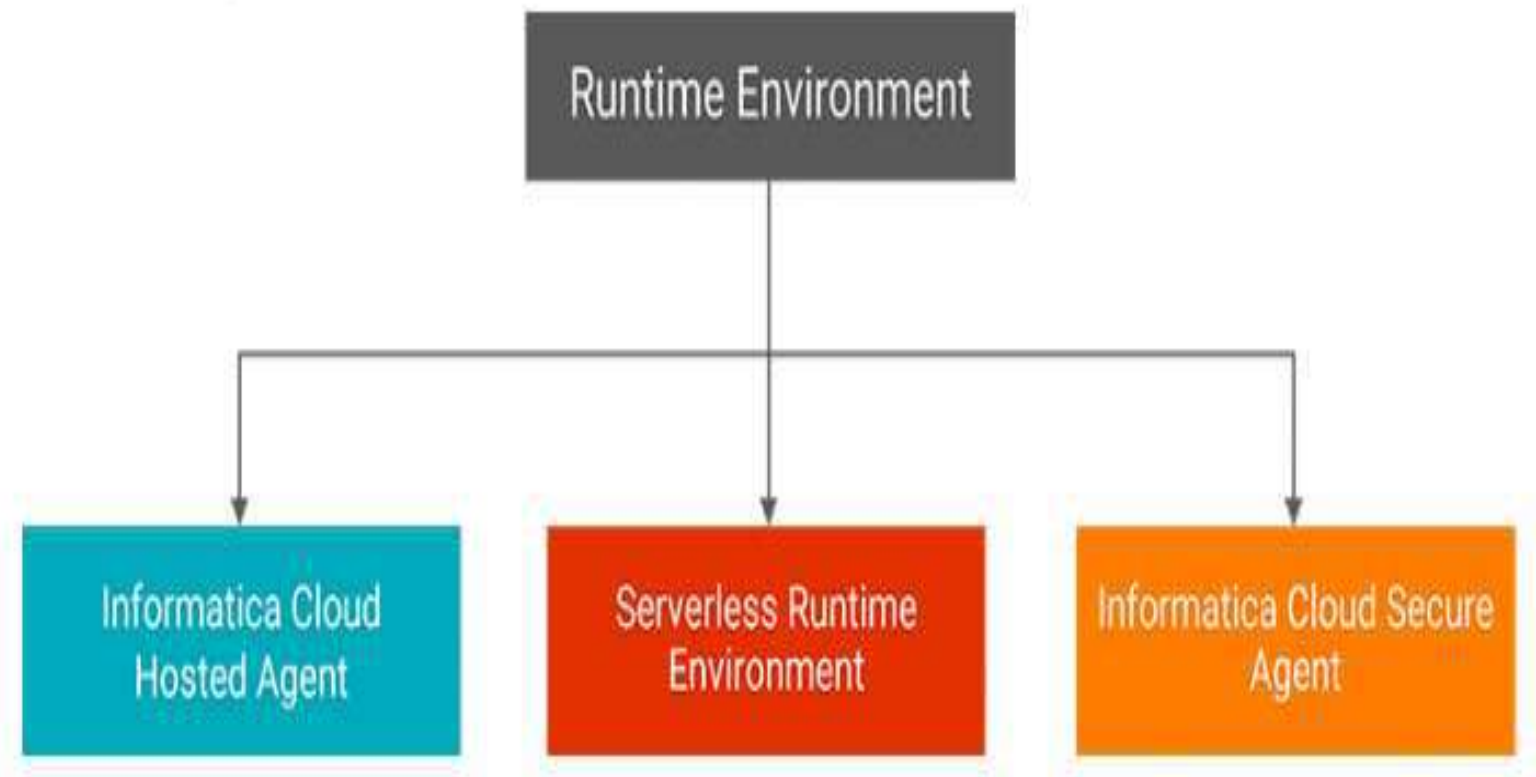 Runtime Environment
Informatica Cloud
Hosted Agent
Serverless Runtime
Environment
Informatica Cloud Secure
Agent